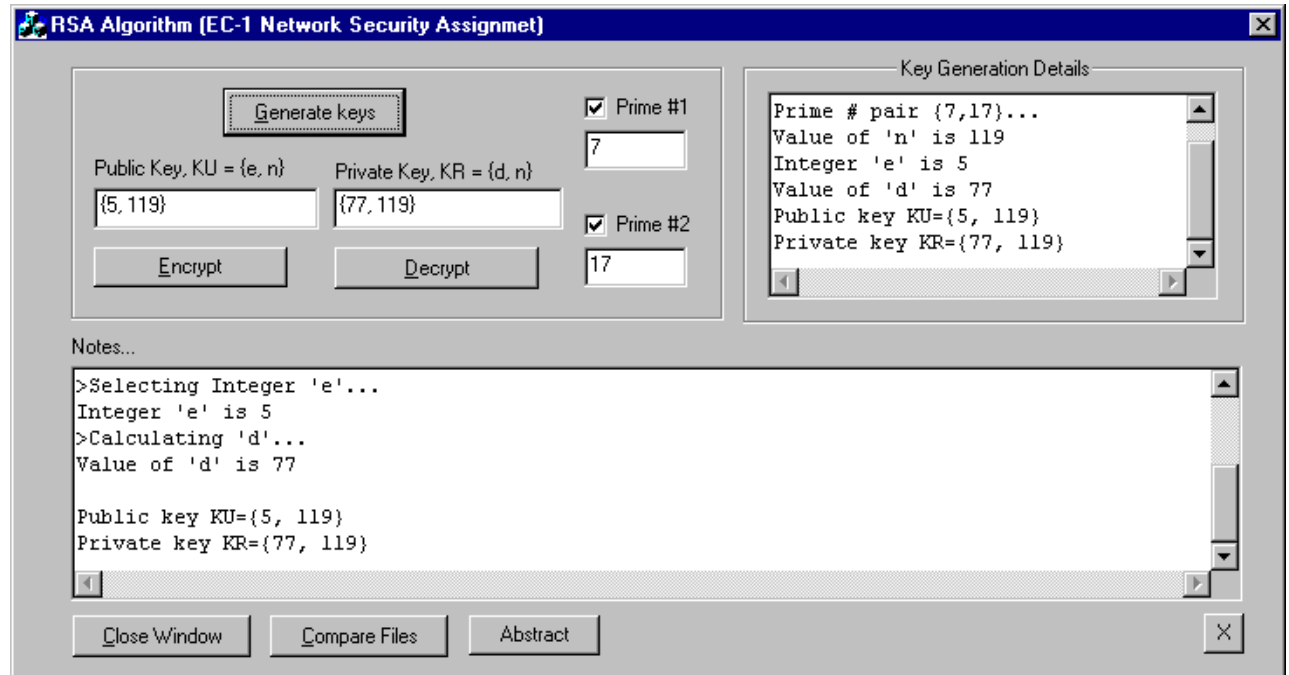 RSA Algorithm (EC-1 Network Security Assignmet)
Generate keys
Public Key, KU = {e, n}
Private Key, KR = {d, n}
{5, 119}
{77, 119}
Encrypt
Decrypt
Prime #1
7
Prime #2
17
Key Generation Details
Prime # pair {7,17}...
Value of 'n' is 119
Integer 'e' is 5
Value of 'd' is 77
Public key KU={5, 119}
Private key KR={77, 119}
Notes...
>Selecting Integer 'e'...
Integer 'e' is 5
>Calculating 'd'...
Value of 'd' is 77
Public key KU={5, 119}
Private key KR={77, 119}
Close Window
Compare Files
Abstract
X